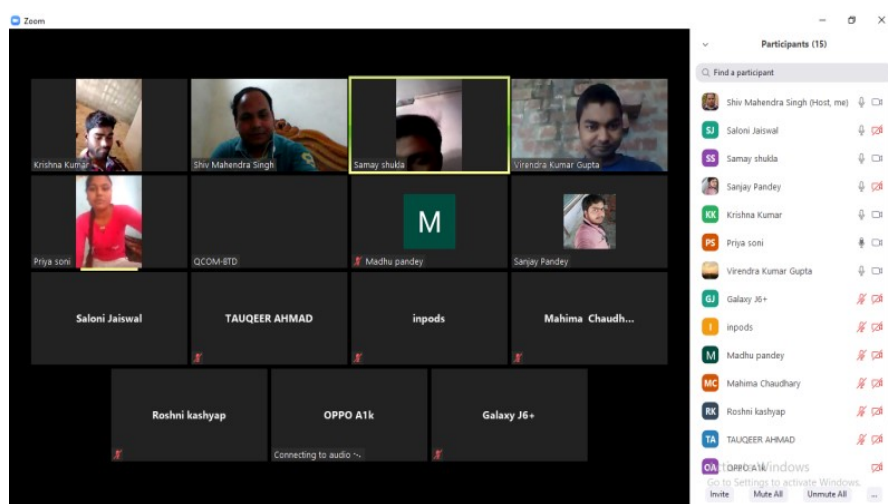 Zoom
Participants (15)
Find a participant
Krishna Kumar
Shiv Mahendra Singh
Samay shukla
Virendra Kumar Gupta
Priya soni
QCOM-BTD
M
Madhu pandey
Sanjay Pandey
Saloni Jaiswal
TAUQEER AHMAD
inpods
Mahima Chaudh...
Roshni kashyap
OPPO A1k
Connecting to audio
Galaxy J6+
Shiv Mahendra Singh (Host, me)
SJ Saloni Jaiswal
SS Samay shukla
Sanjay Pandey
KK Krishna Kumar
PS Priya soni
Virendra Kumar Gupta
GJ Galaxy J6+
I inpods
M Madhu pandey
MC Mahima Chaudhary
RK Roshni kashyap
TA TAUQEER AHMAD
OA OPPO A1k
Activate Windows
Go to Settings to activate Windows.
Invite Mute All Unmute All ...